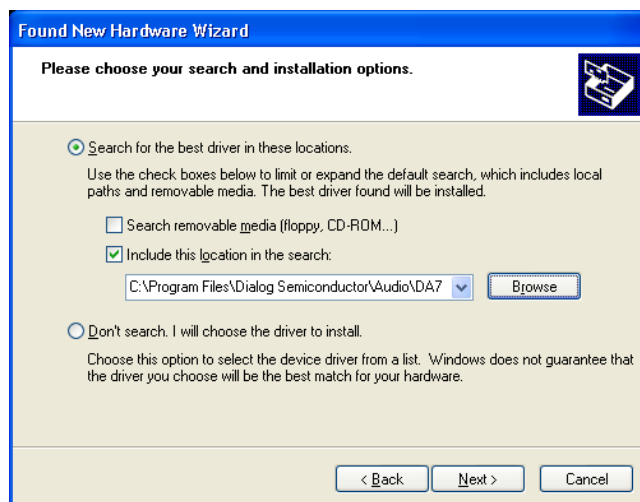 Found New Hardware Wizard
Please choose your search and installation options.
Search for the best driver in these locations.
Use the check boxes below to limit or expand the default search, which includes local
paths and removable media. The best driver found will be installed.
Search removable media (floppy, CD-ROM...)
Include this location in the search:
C:\Program Files\Dialog Semiconductor\Audio\DA7
Browse
Don't search. I will choose the driver to install.
Choose this option to select the device driver from a list. Windows does not guarantee that
the driver you choose will be the best match for your hardware.
< Back
Next >
Cancel